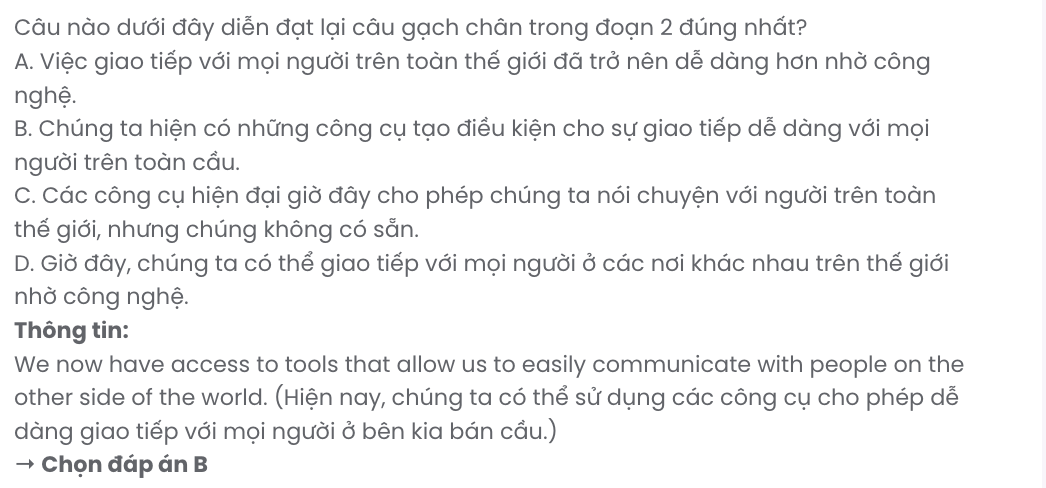 Câu nào dưới đây diễn đạt lại câu gạch chân trong đoạn 2 đúng nhất?
A. Việc giao tiếp với mọi người trên toàn thế giới đã trở nên dễ dàng hơn nhờ công
nghệ.
B. Chúng ta hiện có những công cụ tạo điều kiện cho sự giao tiếp dễ dàng với mọi
người trên toàn cầu.
C. Các công cụ hiện đại giờ đây cho phép chúng ta nói chuyện với người trên toàn
thế giới, nhưng chúng không có sẵn.
D. Giờ đây, chúng ta có thể giao tiếp với mọi người ở các nơi khác nhau trên thế giới
nhờ công nghệ.
Thông tin:
We now have access to tools that allow us to easily communicate with people on the
other side of the world. (Hiện nay, chúng ta có thể sử dụng các công cụ cho phép dễ
dàng giao tiếp với mọi người ở bên kia bán cầu.)
→ Chọn đáp án B